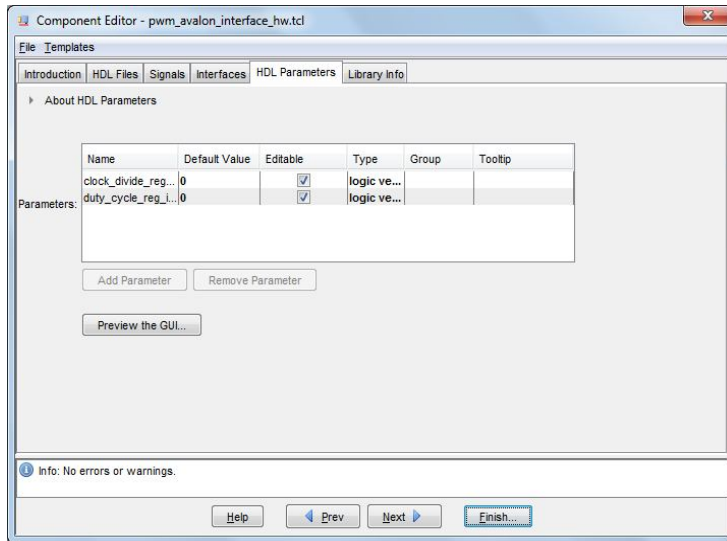 Component Editor - pwm_avalon_interface_hw.tcl
File Templates
Introduction HDL Files Signals Interfaces HDL Parameters Library Info
About HDL Parameters
Name Default Value Editable Type Group Tooltip
clock_divide_reg... 0 logic ve...
Parameters: duty_cycle_reg_i... 0 logic ve...
Add Parameter Remove Parameter
Preview the GUI...
Info: No errors or warnings.
Help Prev Next Finish...